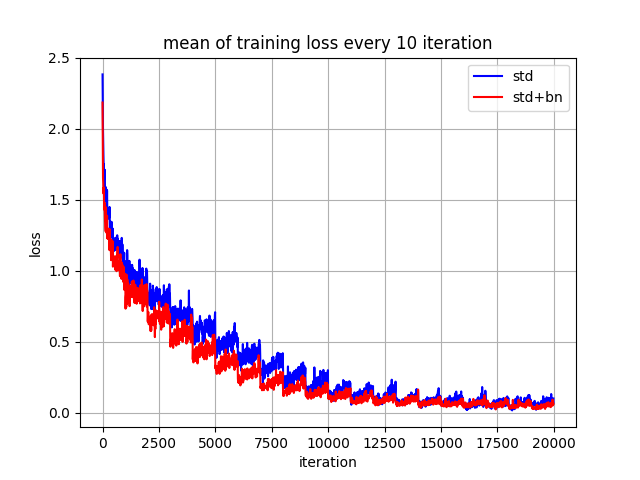 mean of training loss every 10 iteration
std
std+bn
2.5
2.0
1.5
1.0
0.5
0.0
loss
0 2500 5000 7500 10000 12500 15000 17500 20000
iteration